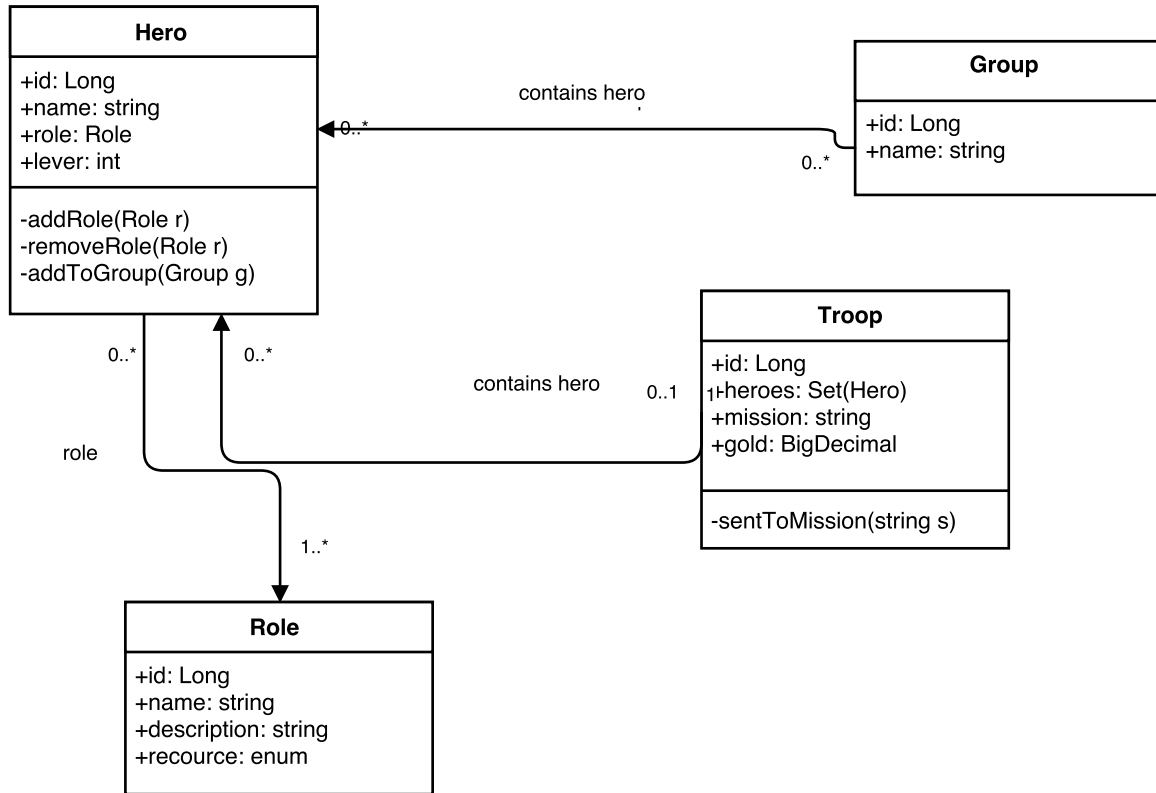 Hero
+id: Long
+name: string
+role: Role
+lever: int
-addRole(Role r)
-removeRole(Role r)
-addToGroup(Group g)
contains hero
0..*
0..*
Group
+id: Long
+name: string
Troop
+id: Long
+heroes: Set(Hero)
+mission: string
+gold: BigDecimal
-sentToMission(string s)
0..*
0..*
contains hero
0..1
1
role
1..*
Role
+id: Long
+name: string
+description: string
+recource: enum